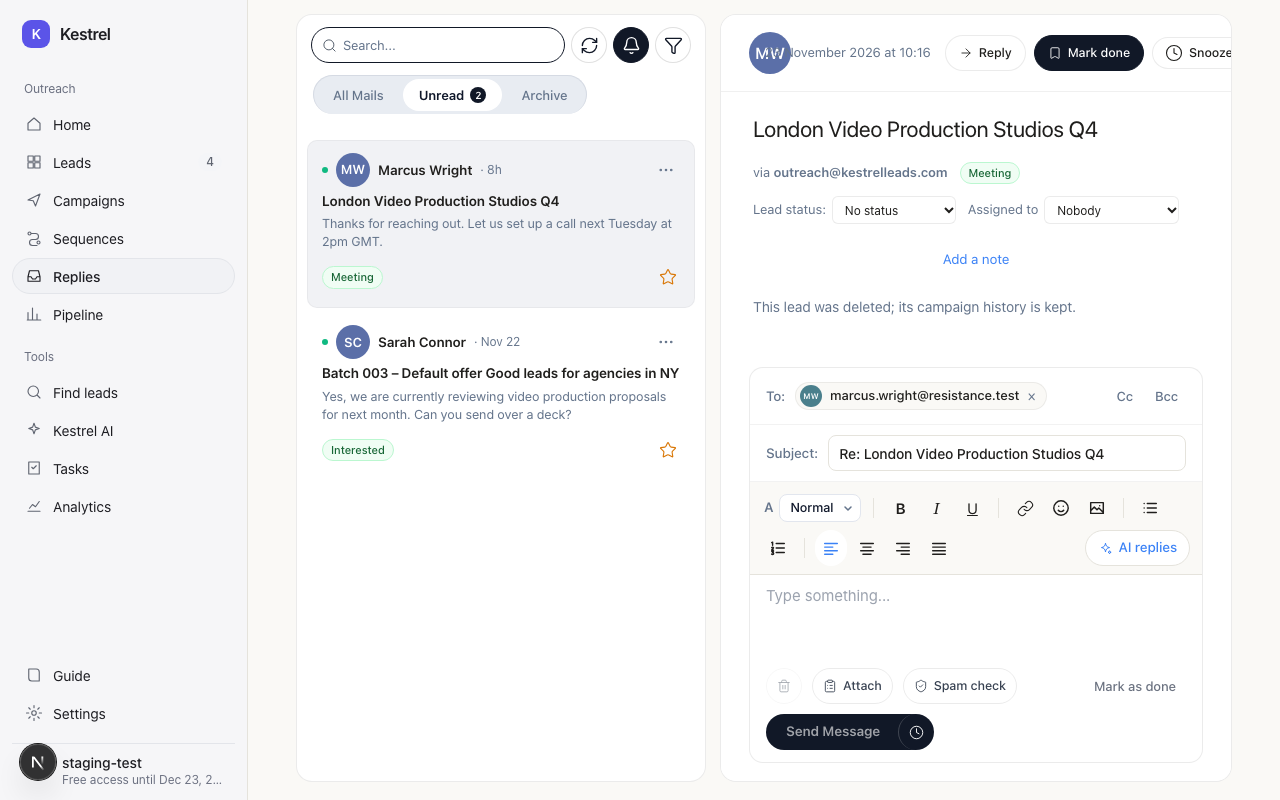 K Kestrel
Outreach
Home
Leads 4
Campaigns
Sequences
Replies
Pipeline
Tools
Find leads
Kestrel AI
Tasks
Analytics
Guide
Settings
N staging-test
Free access until Dec 23, 2...
Search...
All Mails Unread 2 Archive
MW Marcus Wright · 8h
London Video Production Studios Q4
Thanks for reaching out. Let us set up a call next Tuesday at
2pm GMT.
Meeting
SC Sarah Connor · Nov 22
Batch 003 – Default offer Good leads for agencies in NY
Yes, we are currently reviewing video production proposals
for next month. Can you send over a deck?
Interested
MW November 2026 at 10:16 Reply Mark done Snooze
London Video Production Studios Q4
via outreach@kestrelleads.com Meeting
Lead status: No status Assigned to Nobody
Add a note
This lead was deleted; its campaign history is kept.
To: MW marcus.wright@resistance.test x Cc Bcc
Subject: Re: London Video Production Studios Q4
A Normal B I U
AI replies
Type something...
Attach Spam check Mark as done
Send Message